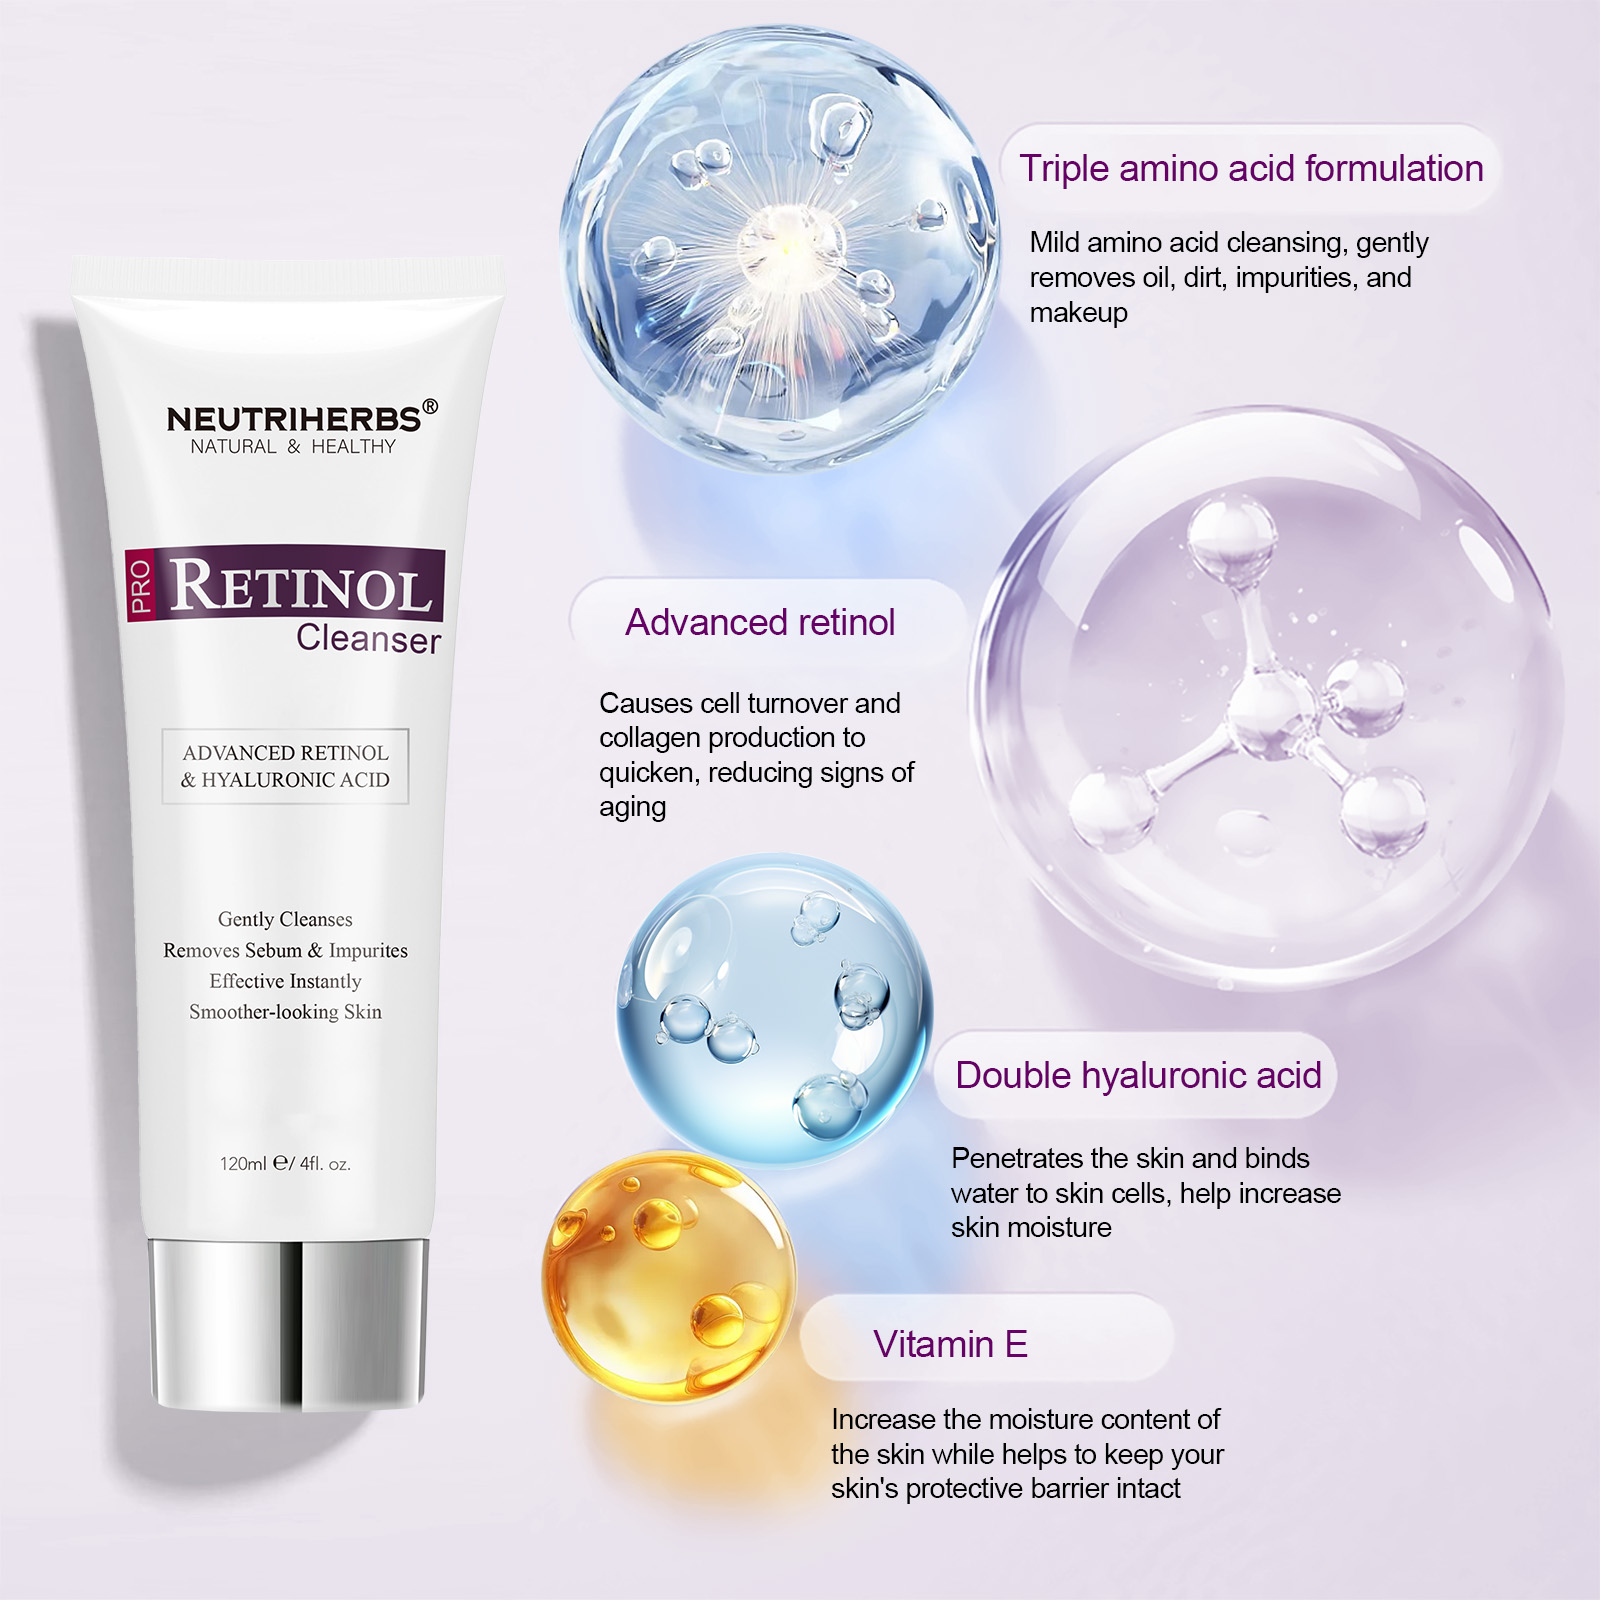 NEUTRIHERBS®
NATURAL & HEALTHY
PRO
RETINOL
Cleanser
ADVANCED RETINOL
& HYALURONIC ACID
Gently Cleanses
Removes Sebum & Impurites
Effective Instantly
Smoother-looking Skin
120ml ℮/ 4fl. oz.
Triple amino acid formulation
Mild amino acid cleansing, gently
removes oil, dirt, impurities, and
makeup
Advanced retinol
Causes cell turnover and
collagen production to
quicken, reducing signs of
aging
Double hyaluronic acid
Penetrates the skin and binds
water to skin cells, help increase
skin moisture
Vitamin E
Increase the moisture content of
the skin while helps to keep your
skin's protective barrier intact